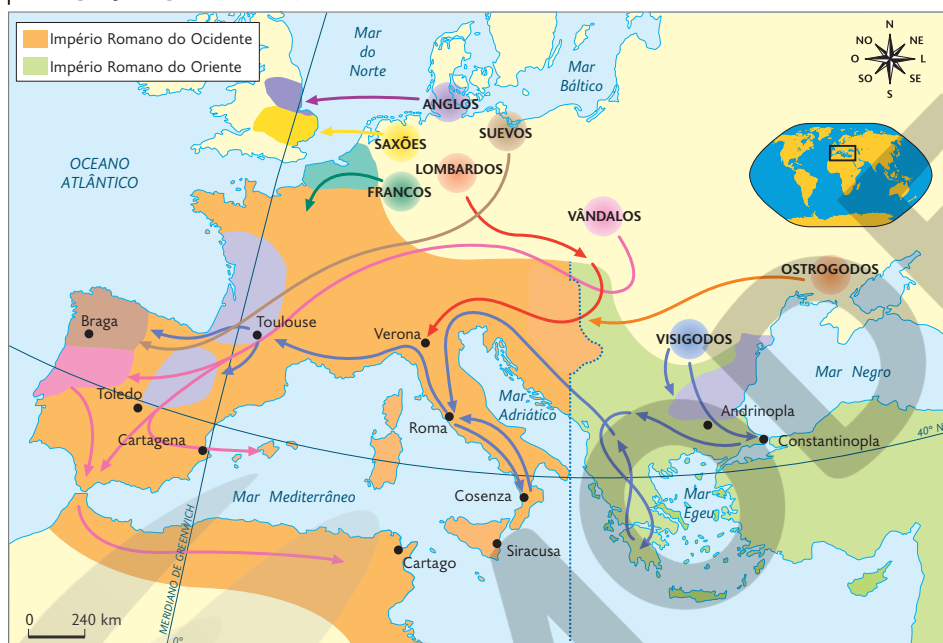 Império Romano do Ocidente
Império Romano do Oriente
Mar
do
Norte
Mar
Báltico
N
NO
NE
O
L
SO
SE
S
ANGLOS
SAXÕES
SUEVOS
LOMBARDOS
FRANCOS
VÂNDALOS
OCEANO
ATLÂNTICO
OSTROGODOS
VISIGODOS
Braga
Toulouse
Verona
Mar Negro
Toledo
Mar
Adriático
Roma
Andrinopla
Constantinopla
40° N
Cartagena
Mar Mediterrâneo
Cosenza
Mar
Egeu
Siracusa
Cartago
MERIDIANO DE GREENWICH
0°
0 240 km